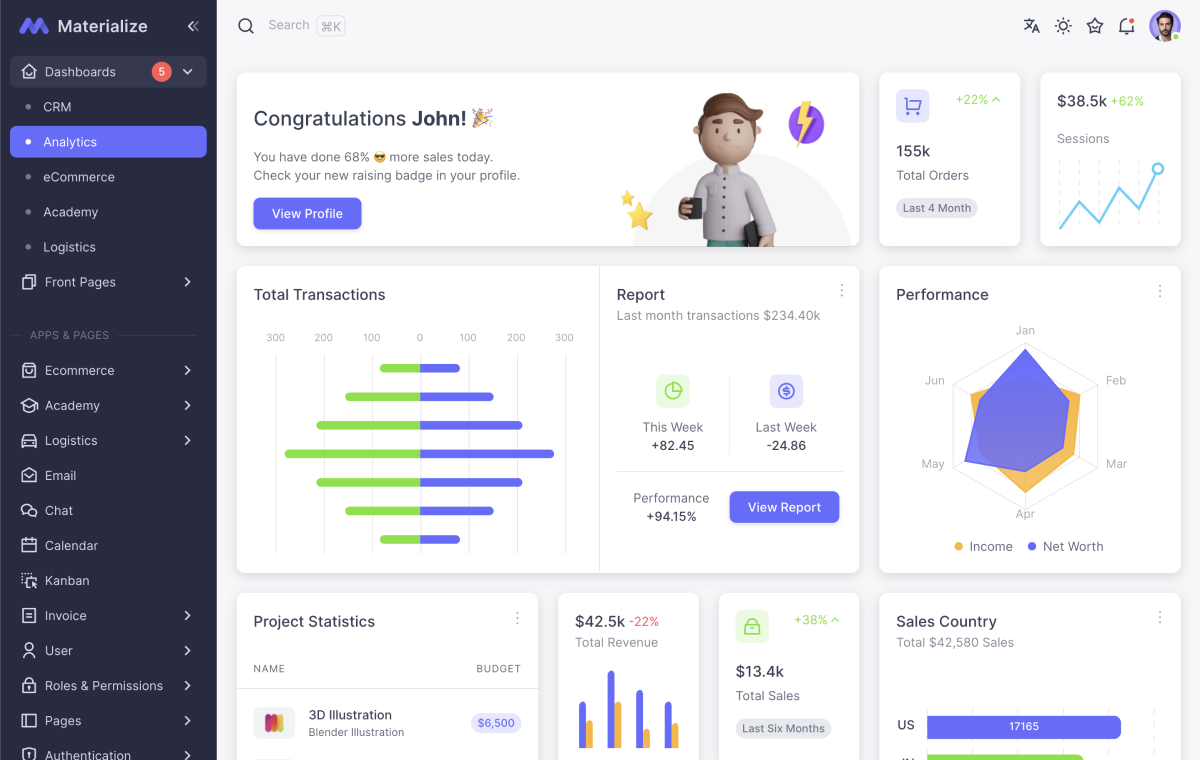 Materialize
Dashboards
5
CRM
Analytics
eCommerce
Academy
Logistics
Front Pages
APPS & PAGES
Ecommerce
Academy
Logistics
Email
Chat
Calendar
Kanban
Invoice
User
Roles & Permissions
Pages
Authentication
Search ⌘K
Congratulations John! 🎉
You have done 68% 😎 more sales today.
Check your new raising badge in your profile.
View Profile
+22%
155k
Total Orders
Last 4 Month
$38.5k +62%
Sessions
Total Transactions
300 200 100 0 100 200 300
Report
Last month transactions $234.40k
This Week
+82.45
Last Week
-24.86
Performance
+94.15%
View Report
Performance
Jan
Feb
Mar
Apr
May
Jun
Income Net Worth
Project Statistics
NAME BUDGET
3D Illustration
Blender Illustration
$6,500
$42.5k -22%
Total Revenue
+38%
$13.4k
Total Sales
Last Six Months
Sales Country
Total $42,580 Sales
US 17165